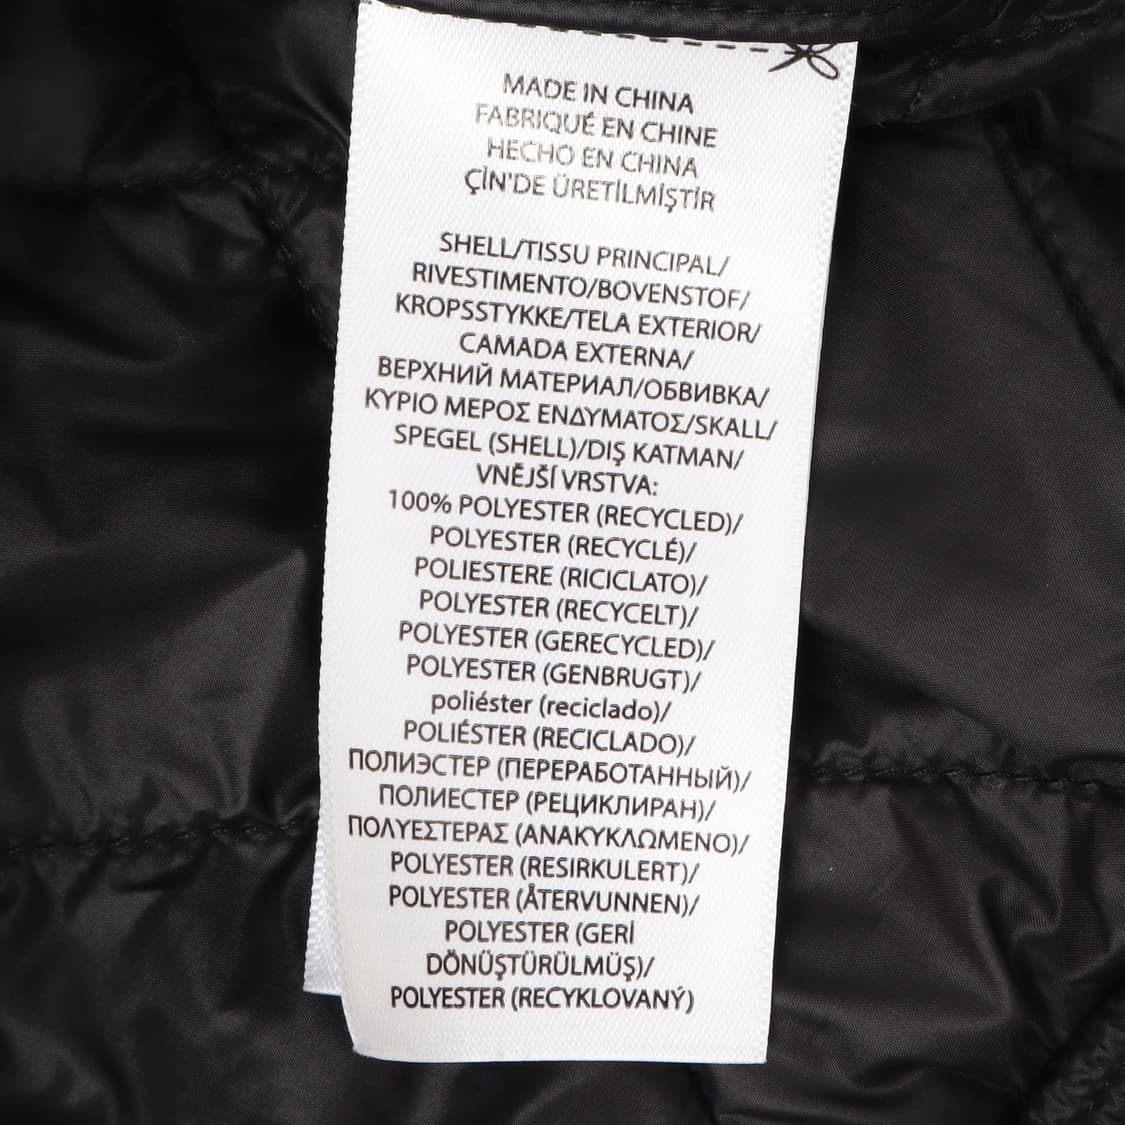 MADE IN CHINA
FABRIQUÉ EN CHINE
HECHO EN CHINA
ÇİN'DE ÜRETİLMİŞTİR
SHELL/TISSU PRINCIPAL/
RIVESTIMENTO/BOVENSTOF/
KROPSSTYKKE/TELA EXTERIOR/
CAMADA EXTERNA/
ВЕРХНИЙ МАТЕРИАЛ/ОБВИВКА/
ΚΥΡΙΟ ΜΕΡΟΣ ΕΝΔΥΜΑΤΟΣ/SKALL/
SPEGEL (SHELL)/DIŞ KATMAN/
VNĚJŠÍ VRSTVA:
100% POLYESTER (RECYCLED)/
POLYESTER (RECYCLÉ)/
POLIESTERE (RICICLATO)/
POLYESTER (RECYCELT)/
POLYESTER (GERECYCLED)/
POLYESTER (GENBRUGT)/
poliéster (reciclado)/
POLIÉSTER (RECICLADO)/
ПОЛИЭСТЕР (ПЕРЕРАБОТАННЫЙ)/
ПОЛИЕСТЕР (РЕЦИКЛИРАН)/
ΠΟΛΥΕΣΤΕΡΑΣ (ΑΝΑΚΥΚΛΩΜΕΝΟ)/
POLYESTER (RESIRKULERT)/
POLYESTER (ÅTERVUNNEN)/
POLYESTER (GERİ
DÖNÜŞTÜRÜLMÜŞ)/
POLYESTER (RECYKLOVANÝ)